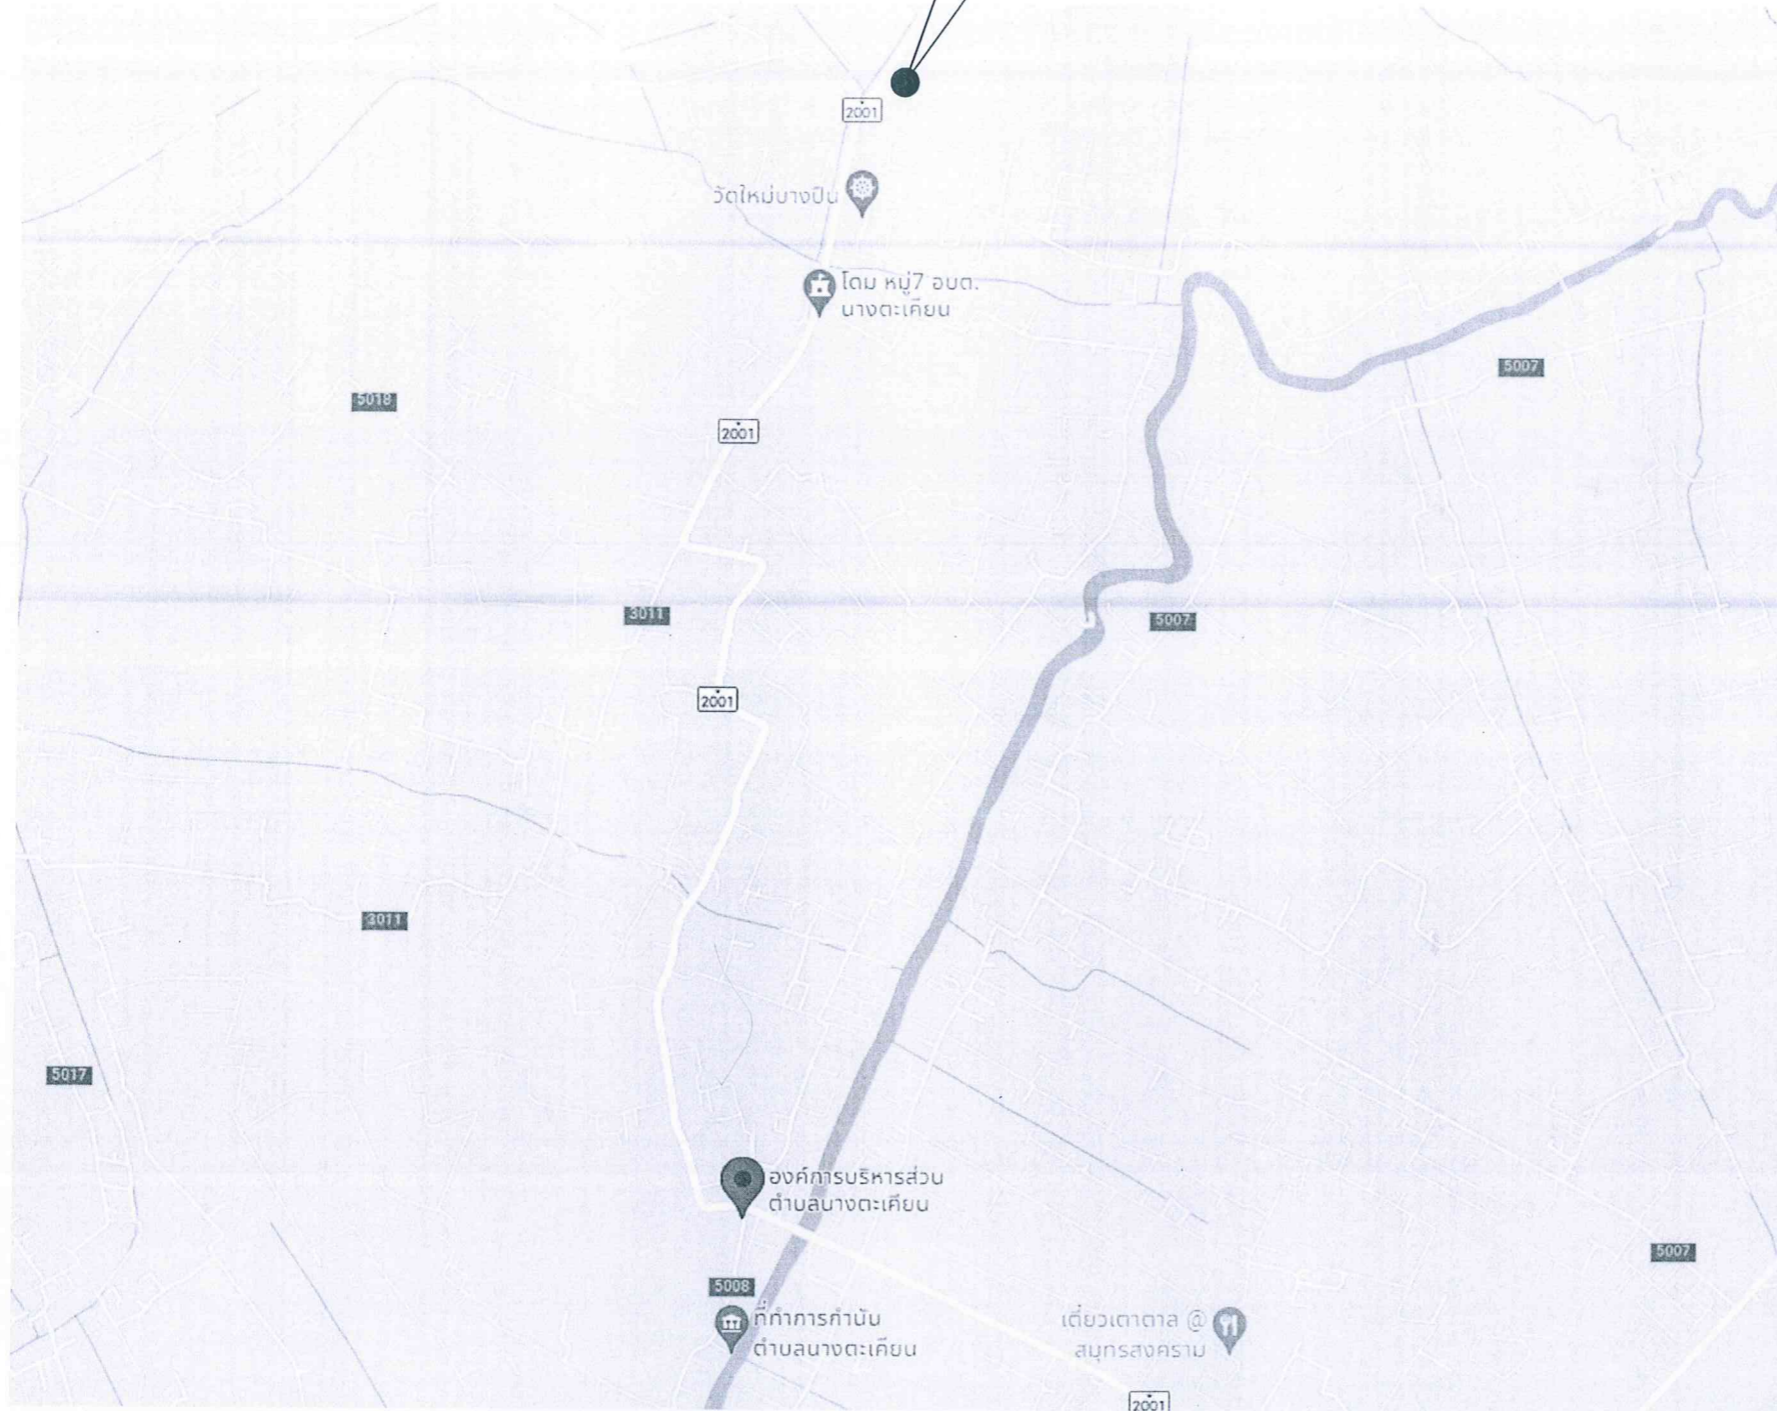 2001
วัดใหม่บางปืน
โดม หมู่7 อบต.
นางตะเคียน
5007
5018
2001
3011
5007
2001
3011
5017
องค์การบริหารส่วน
ตำบลนางตะเคียน
5007
5008
ที่ทำการกำนัน
ตำบลนางตะเคียน
เตี๋ยวเตาตาล @
สมุทรสงคราม
2001